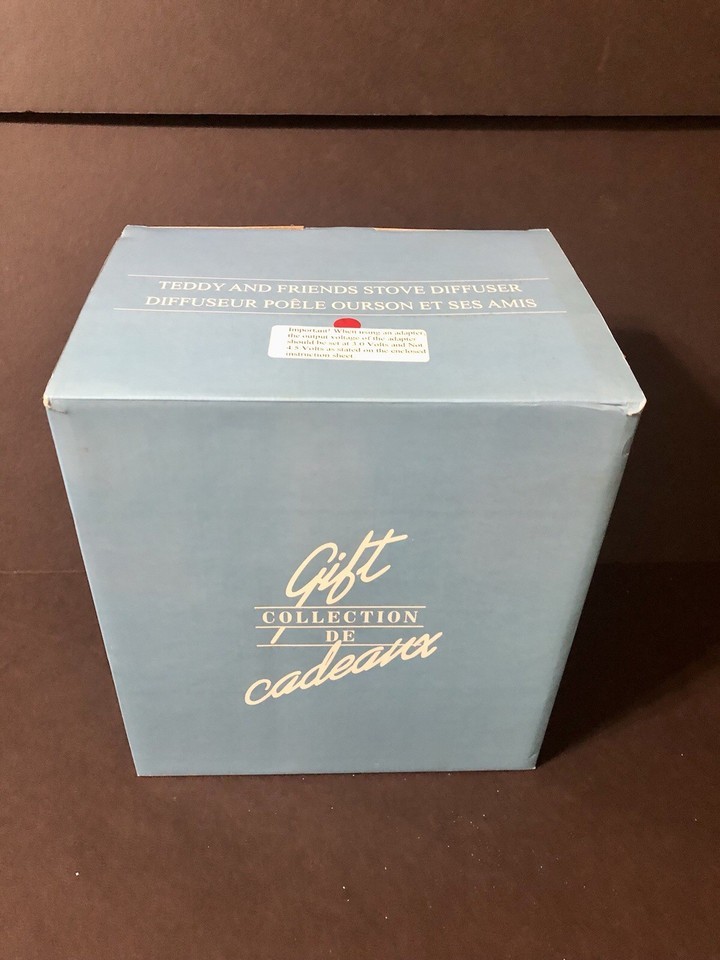 TEDDY AND FRIENDS STOVE DIFFUSER
DIFFUSEUR POÊLE OURSON ET SES AMIS
Important! When using an adapter,
the output voltage of the adapter
should be set at 3.0 Volts and Not
4.5 Volts as stated on the enclosed
instruction sheet.
Gift
COLLECTION
DE
cadeaux